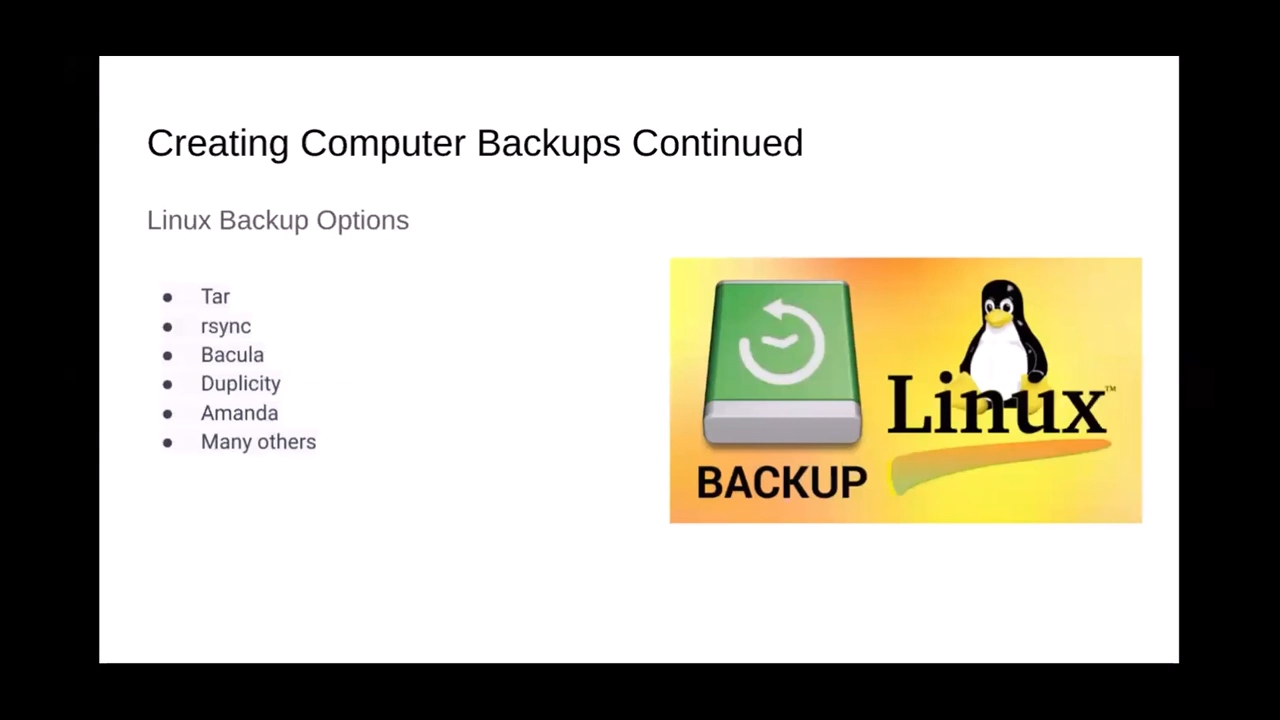 Creating Computer Backups Continued
Linux Backup Options
● Tar
● rsync
● Bacula
● Duplicity
● Amanda
● Many others
Linux™
BACKUP